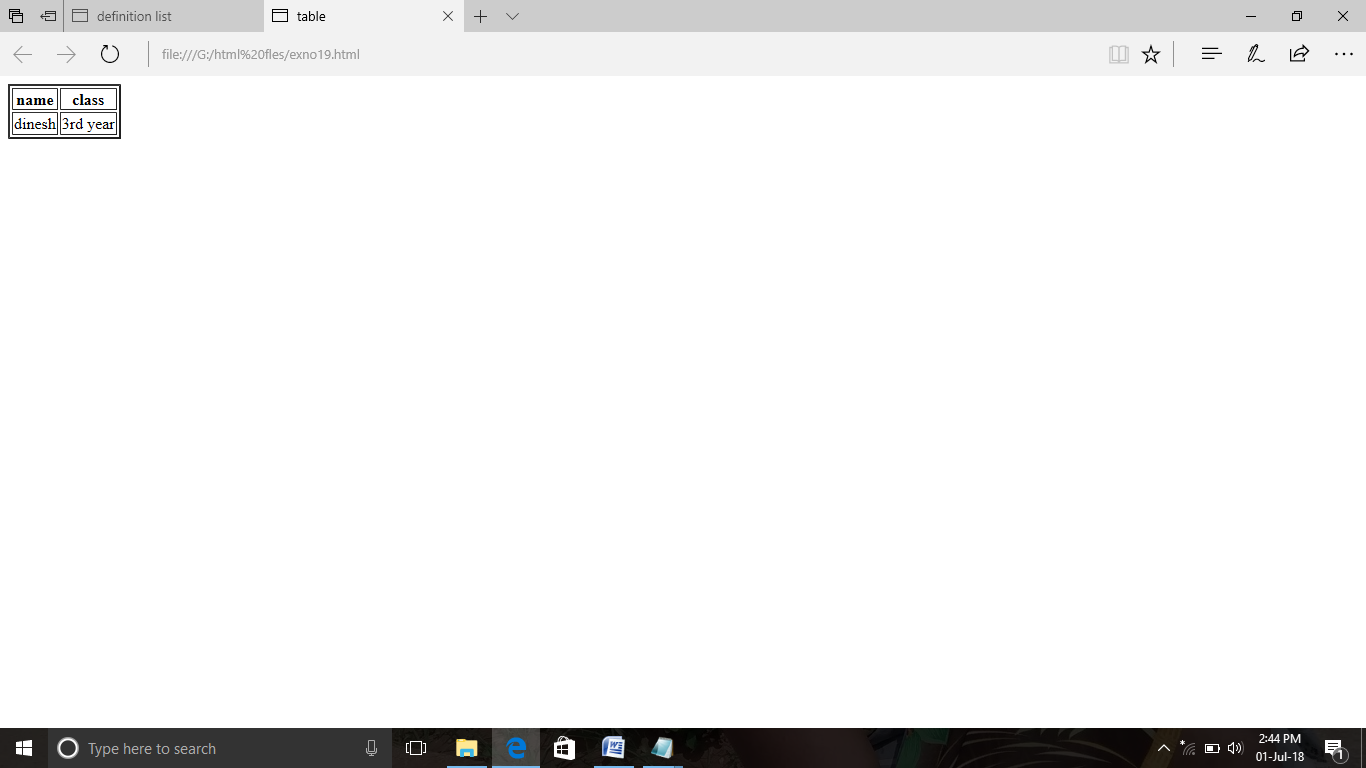 definition list
table
file:///G:/html%20fles/exno19.html
name class
dinesh 3rd year
Type here to search
2:44 PM
01-Jul-18
1